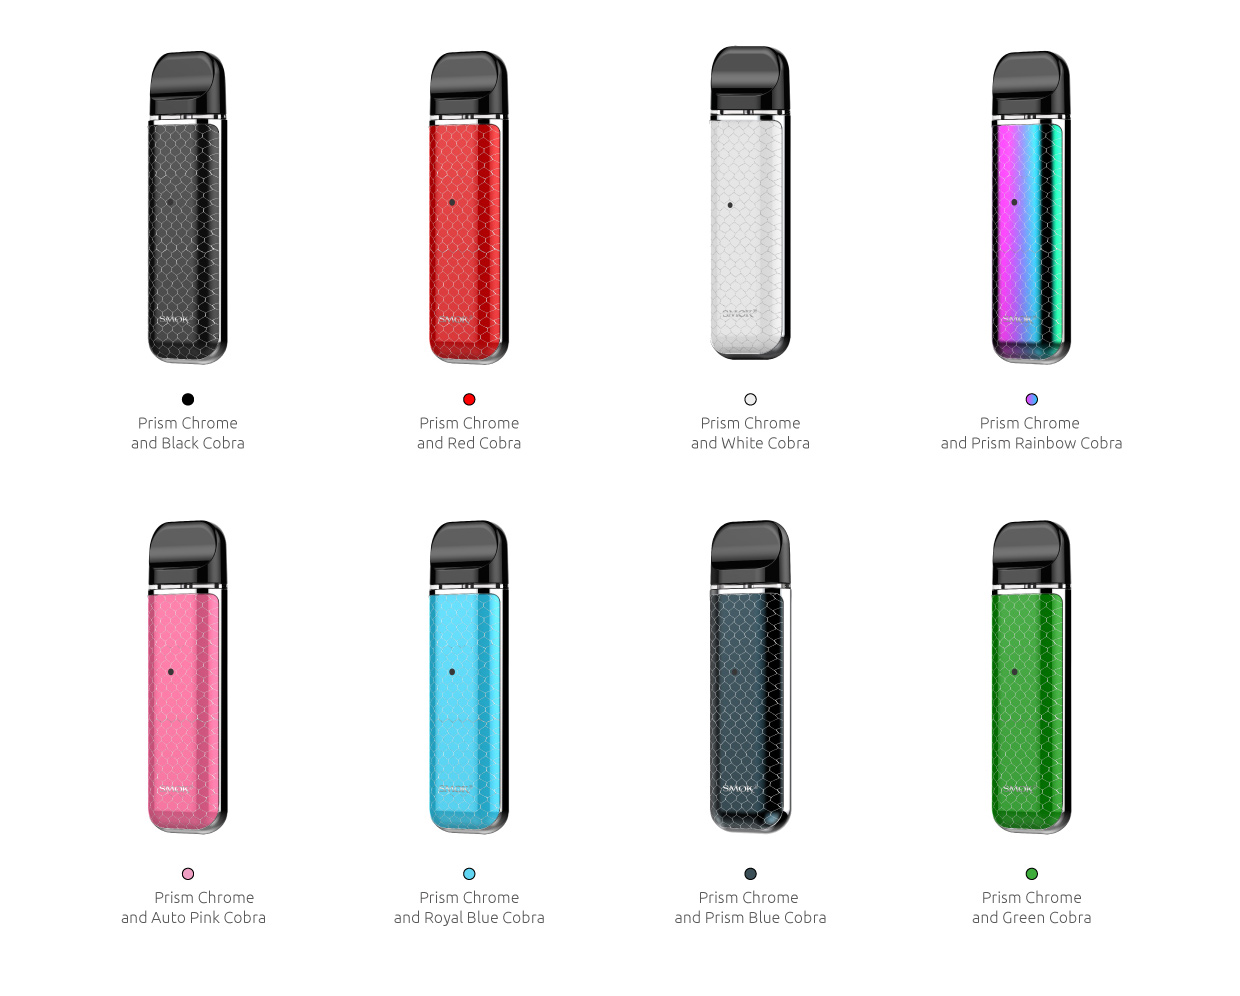 SMOK
SMOK
SMOK
SMOK
Prism Chrome
and Black Cobra
Prism Chrome
and Red Cobra
Prism Chrome
and White Cobra
Prism Chrome
and Prism Rainbow Cobra
SMOK
SMOK
SMOK
SMOK
Prism Chrome
and Auto Pink Cobra
Prism Chrome
and Royal Blue Cobra
Prism Chrome
and Prism Blue Cobra
Prism Chrome
and Green Cobra